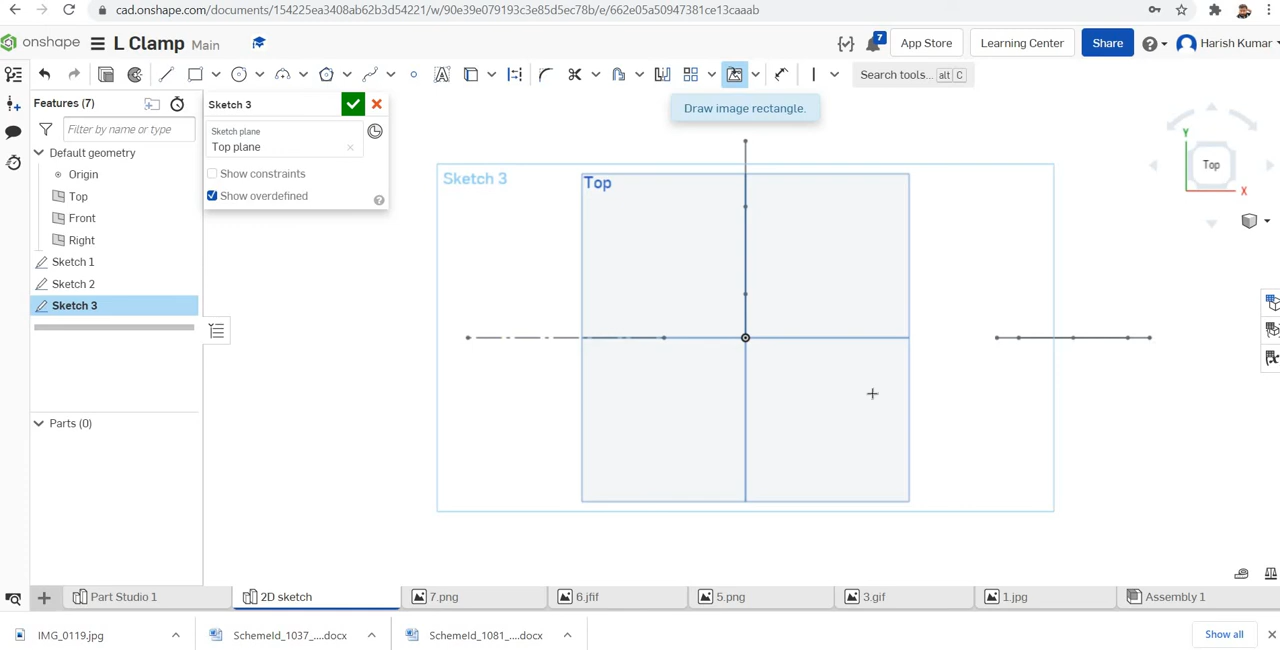 cad.onshape.com/documents/154225ea3408ab62b3d54221/w/90e39e079193c3e85d5ec78b/e/662e05a50947381ce13caaab
onshape L Clamp Main 7 App Store Learning Center Share Harish Kumar
Search tools... alt C
Features (7)
Filter by name or type
Default geometry
Origin
Top
Front
Right
Sketch 1
Sketch 2
Sketch 3
Parts (0)
Sketch 3
Sketch plane
Top plane
Show constraints
Show overdefined
Draw image rectangle.
Sketch 3
Top
Y
Top
X
Part Studio 1 2D sketch 7.png 6.jfif 5.png 3.gif 1.jpg Assembly 1
IMG_0119.jpg SchemeId_1037_....docx SchemeId_1081_....docx Show all